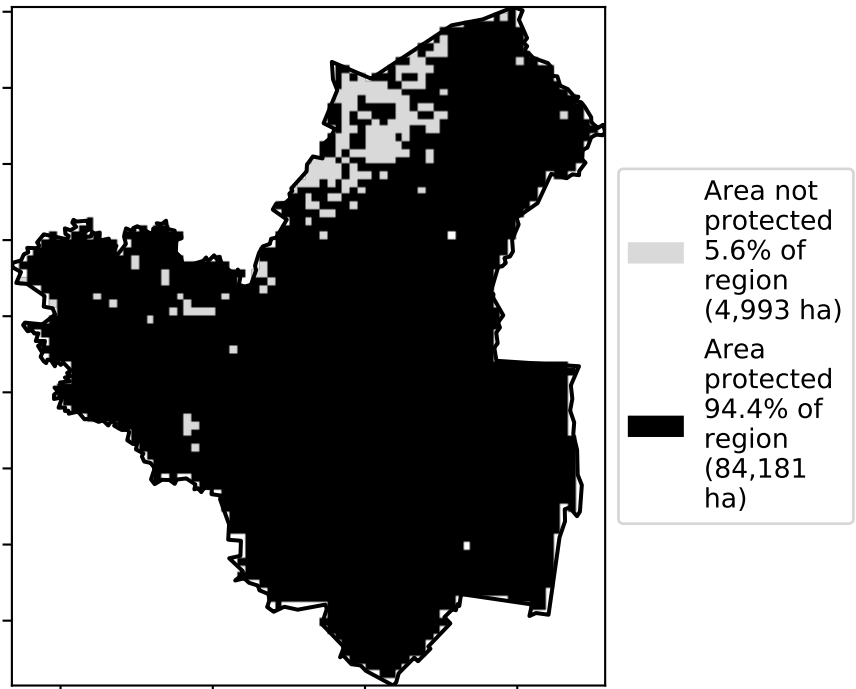 Area not
protected
5.6% of
region
(4,993 ha)
Area
protected
94.4% of
region
(84,181
ha)